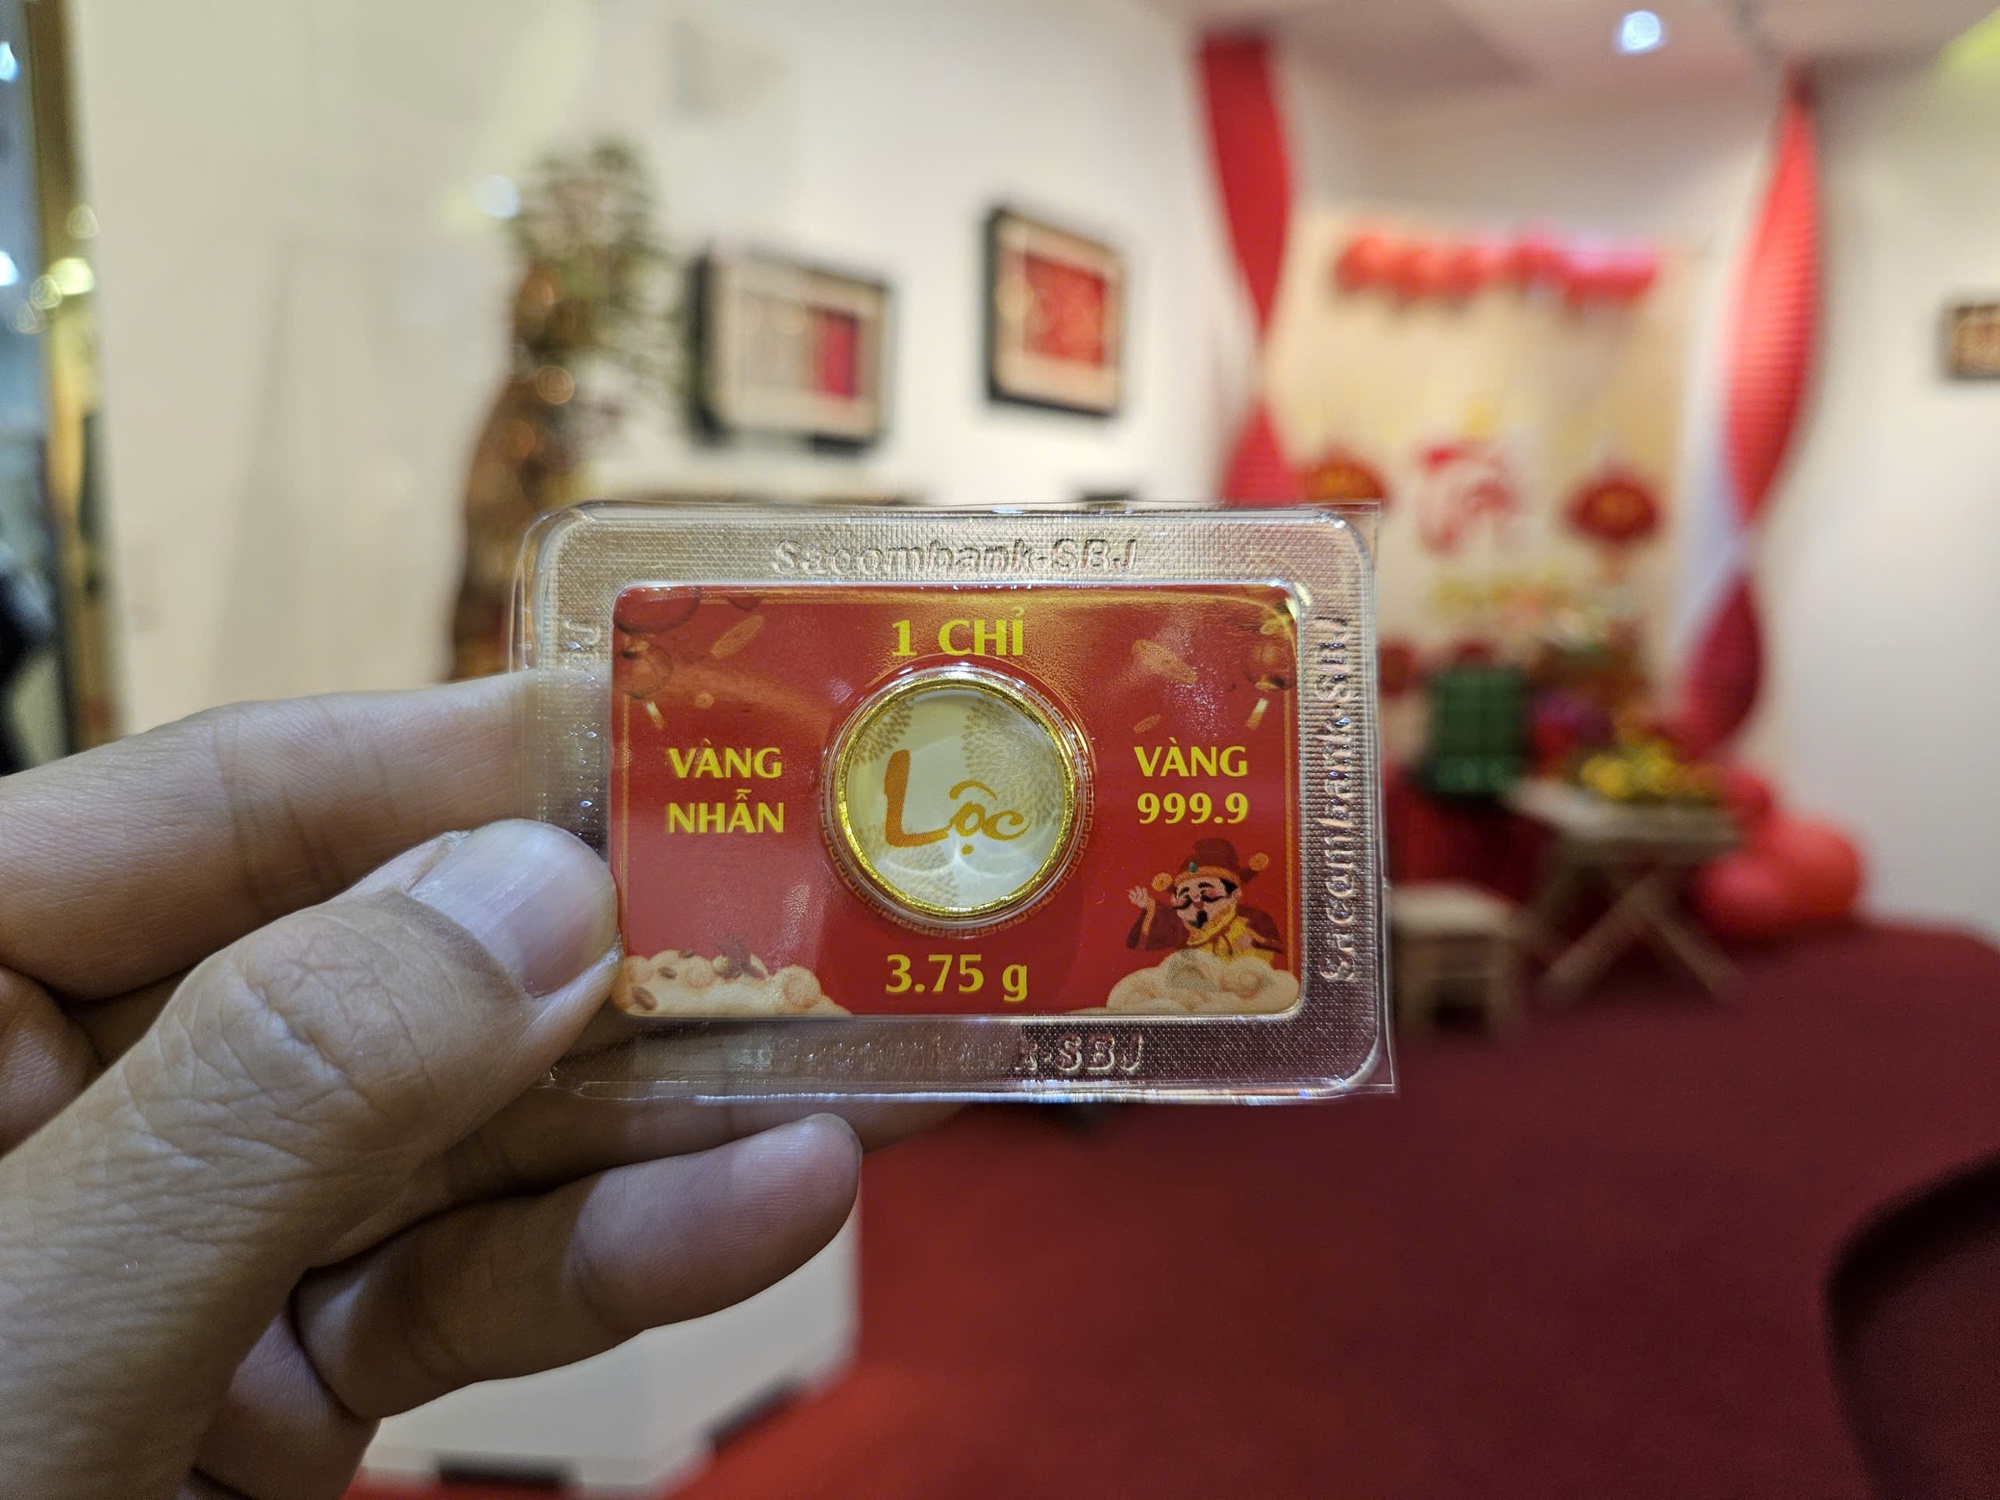 Sacombank-SBJ
1 CHỈ
VÀNG
NHẪN
Lộc
VÀNG
999.9
3.75 g
Sacombank-SBJ
Sacombank-SBJ